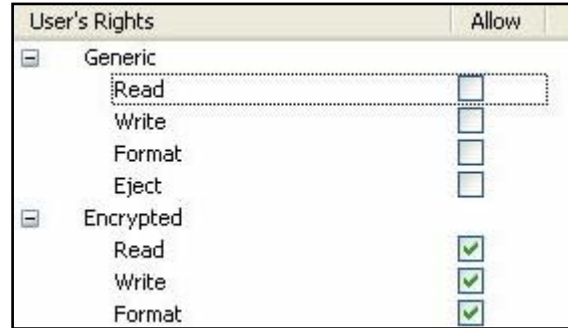 User's Rights Allow
Generic
Read
Write
Format
Eject
Encrypted
Read
Write
Format